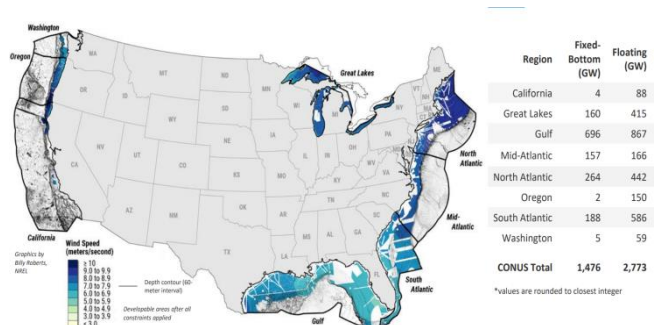 Washington
Oregon
WA
MT
ND
MN
Great Lakes
ME
OR
ID
SD
WI
MI
NY
WY
NE
IA
PA
NV
UT
CO
KS
MO
IL
IN
OH
WV
VA
KY
North
Atlantic
CA
AZ
NM
OK
AR
TN
NC
SC
Mid-
Atlantic
TX
LA
MS
AL
GA
FL
California
South
Atlantic
Gulf
Graphics by
Billy Roberts,
NREL
Wind Speed
(meters/second)
≥ 10
9.0 to 9.9
8.0 to 8.9
7.0 to 7.9
6.0 to 6.9
5.0 to 5.9
4.0 to 4.9
3.0 to 3.9
< 3.0
Depth contour (60-
meter interval)
Developable areas after all
constraints applied
Region Fixed-Bottom (GW) Floating (GW)
California 4 88
Great Lakes 160 415
Gulf 696 867
Mid-Atlantic 157 166
North Atlantic 264 442
Oregon 2 150
South Atlantic 188 586
Washington 5 59
CONUS Total 1,476 2,773
*values are rounded to closest integer